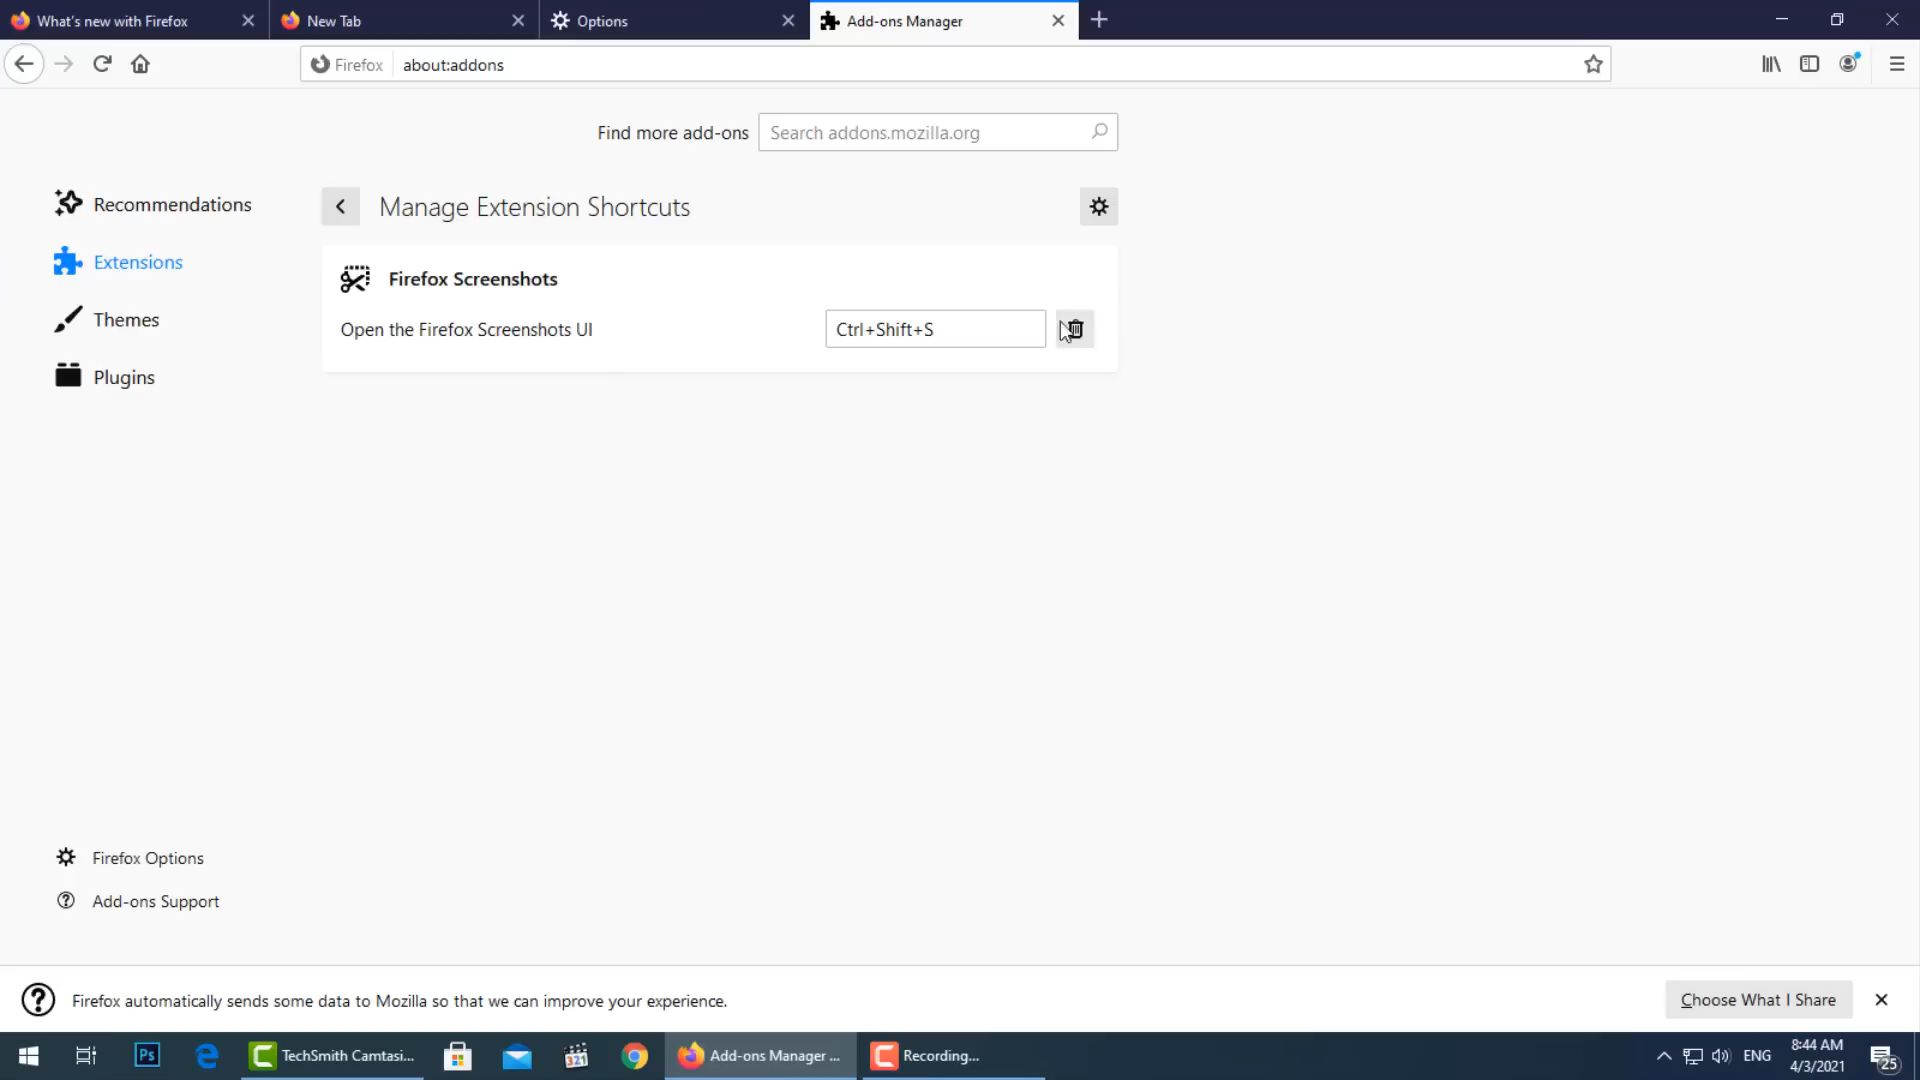 What's new with Firefox
New Tab
Options
Add-ons Manager
Firefox
about:addons
Find more add-ons
Search addons.mozilla.org
Recommendations
Extensions
Themes
Plugins
Manage Extension Shortcuts
Firefox Screenshots
Open the Firefox Screenshots UI
Ctrl+Shift+S
Firefox Options
Add-ons Support
Firefox automatically sends some data to Mozilla so that we can improve your experience.
Choose What I Share
Ps
TechSmith Camtasi...
321
Add-ons Manager ...
Recording...
ENG
8:44 AM
4/3/2021
25